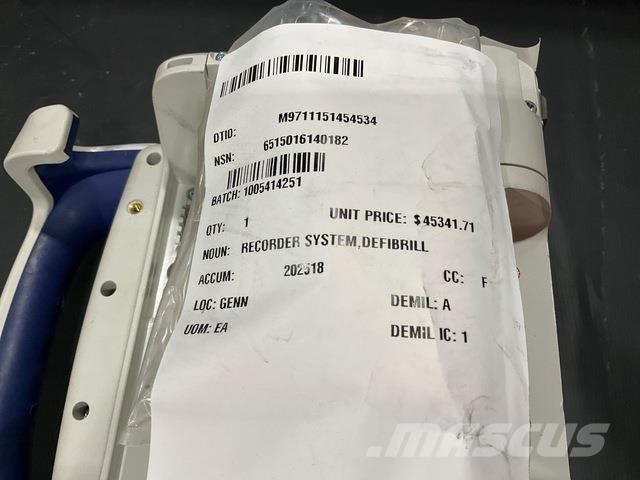 DTID: M9711151454534
NSN: 6515016140182
BATCH: 1005414251
QTY: 1 UNIT PRICE: $ 45341.71
NOUN: RECORDER SYSTEM,DEFIBRILL
ACCUM: 202518 CC: F
LOC: GENN DEMIL: A
UOM: EA DEMIL IC: 1
MASCUS